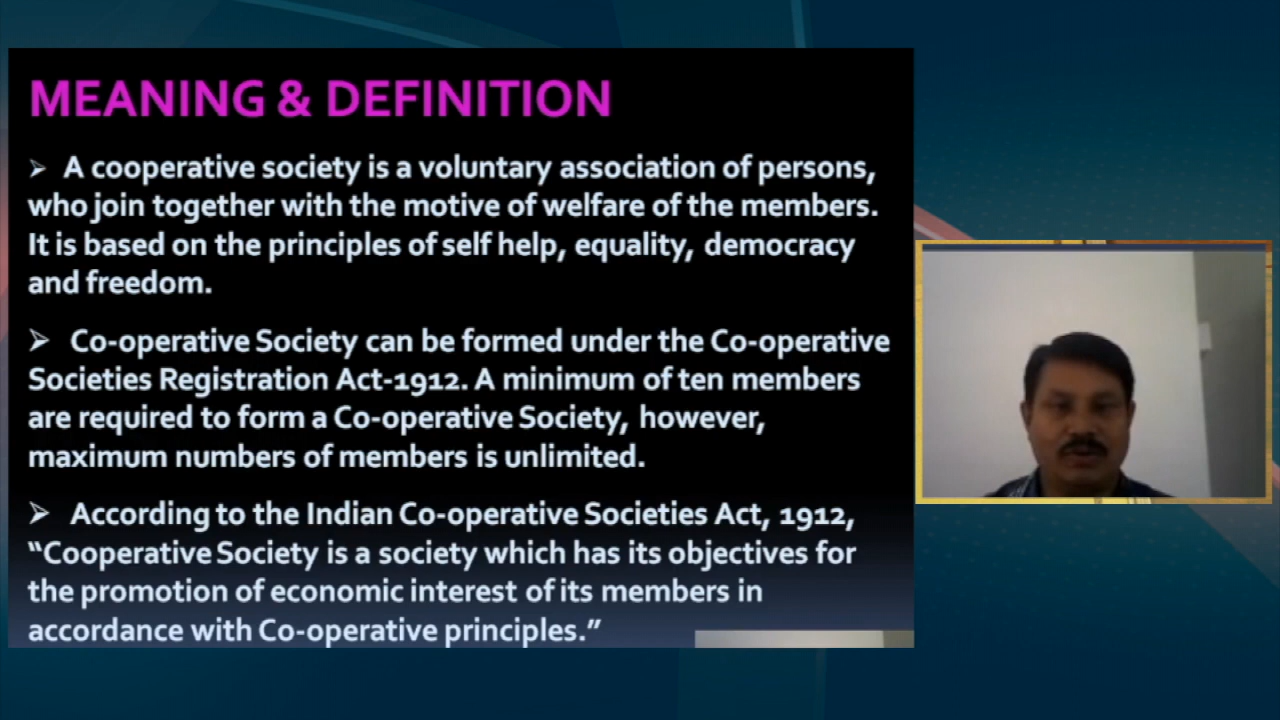 MEANING & DEFINITION
➢ A cooperative society is a voluntary association of persons,
who join together with the motive of welfare of the members.
It is based on the principles of self help, equality, democracy
and freedom.
➢ Co-operative Society can be formed under the Co-operative
Societies Registration Act-1912. A minimum of ten members
are required to form a Co-operative Society, however,
maximum numbers of members is unlimited.
➢ According to the Indian Co-operative Societies Act, 1912,
“Cooperative Society is a society which has its objectives for
the promotion of economic interest of its members in
accordance with Co-operative principles.”